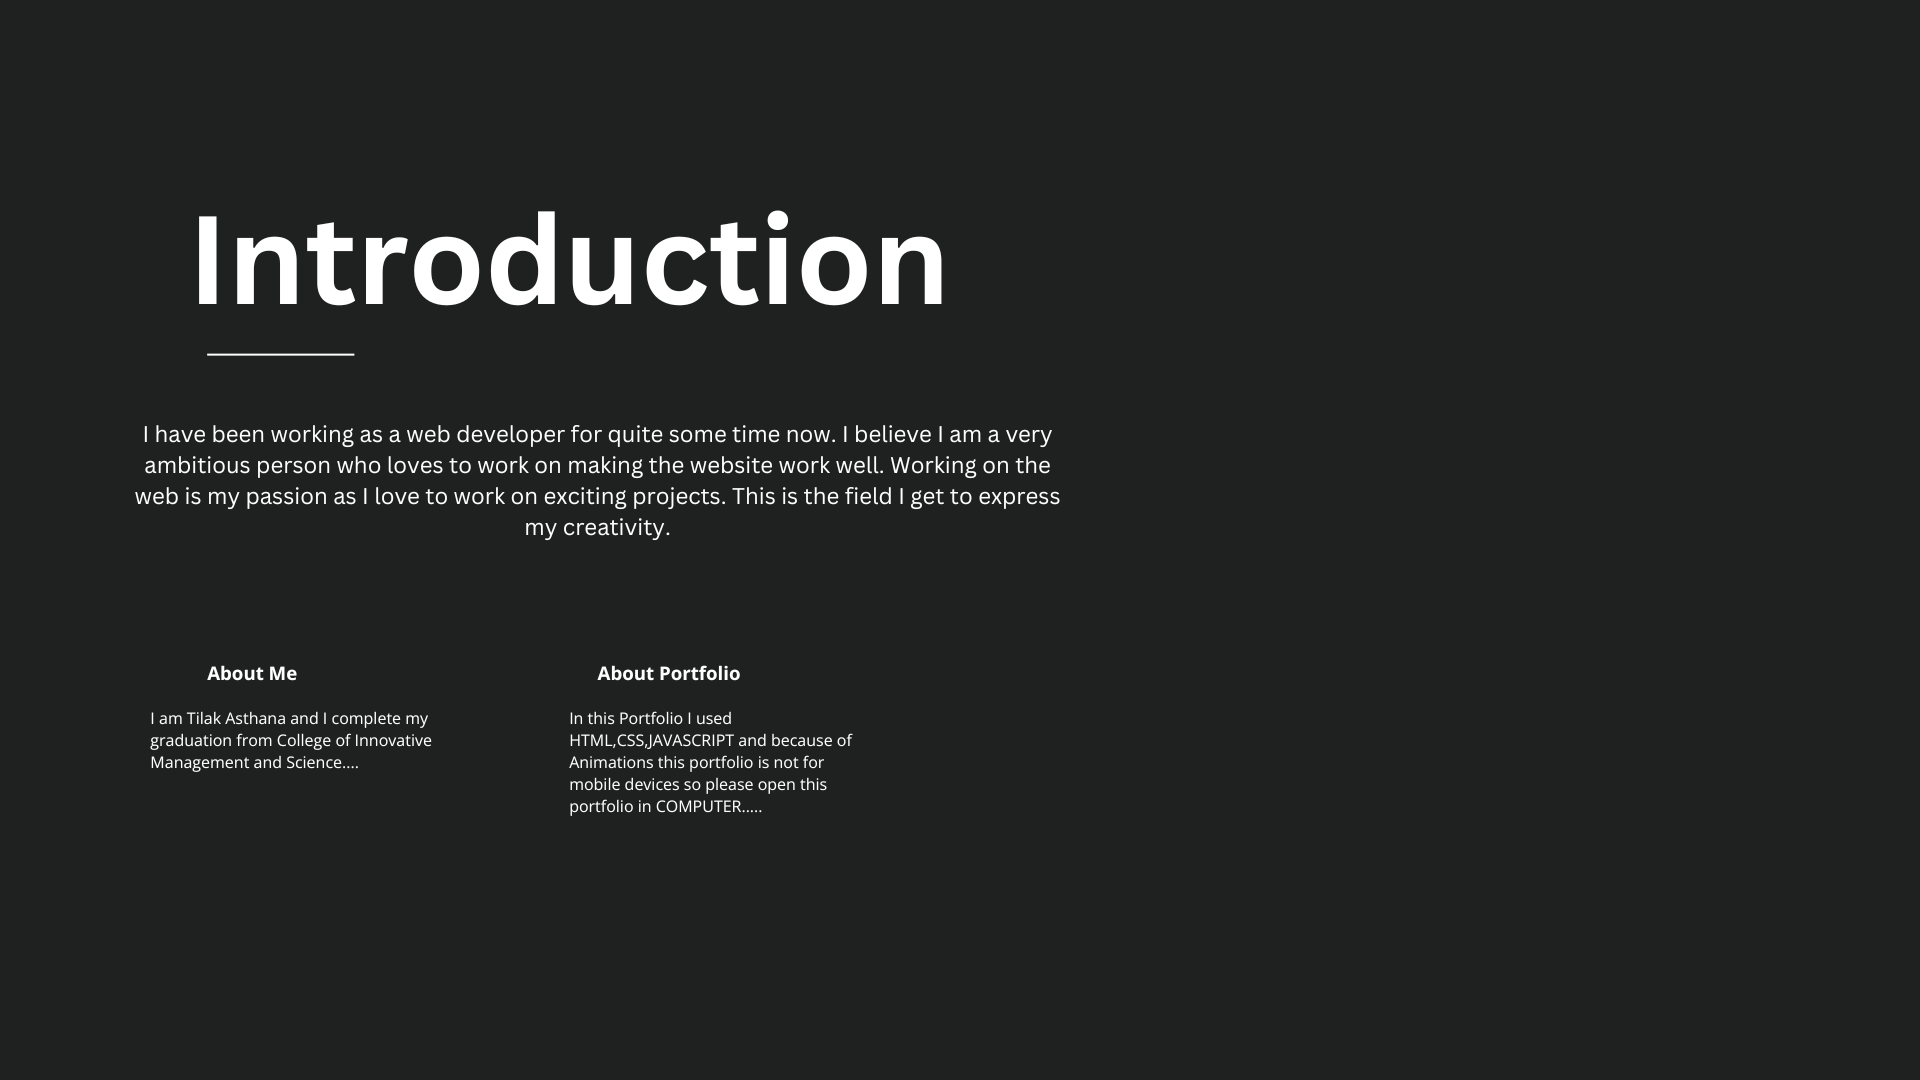 Introduction
I have been working as a web developer for quite some time now. I believe I am a very
ambitious person who loves to work on making the website work well. Working on the
web is my passion as I love to work on exciting projects. This is the field I get to express
my creativity.
About Me
I am Tilak Asthana and I complete my
graduation from College of Innovative
Management and Science....
About Portfolio
In this Portfolio I used
HTML,CSS,JAVASCRIPT and because of
Animations this portfolio is not for
mobile devices so please open this
portfolio in COMPUTER.....